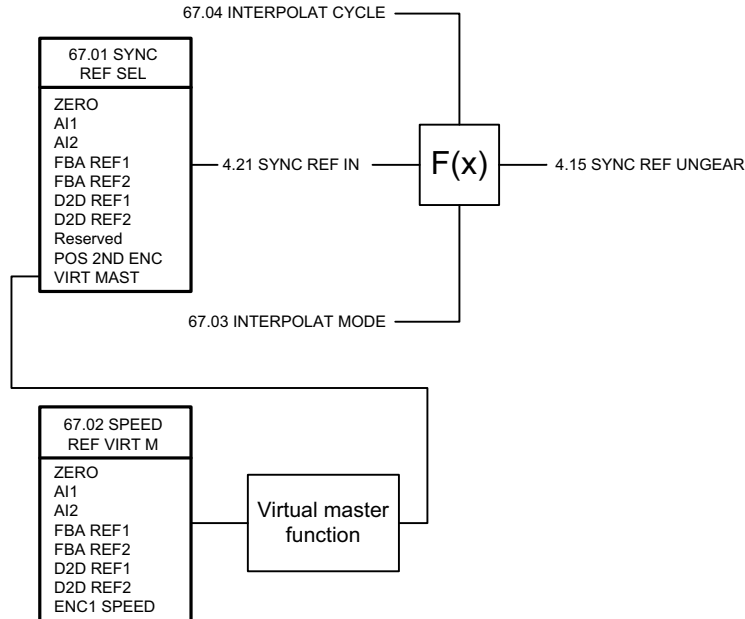 67.04 INTERPOLAT CYCLE
67.01 SYNC
REF SEL
ZERO
AI1
AI2
FBA REF1
FBA REF2
D2D REF1
D2D REF2
Reserved
POS 2ND ENC
VIRT MAST
4.21 SYNC REF IN
F(x)
4.15 SYNC REF UNGEAR
67.03 INTERPOLAT MODE
67.02 SPEED
REF VIRT M
ZERO
AI1
AI2
FBA REF1
FBA REF2
D2D REF1
D2D REF2
ENC1 SPEED
Virtual master
function